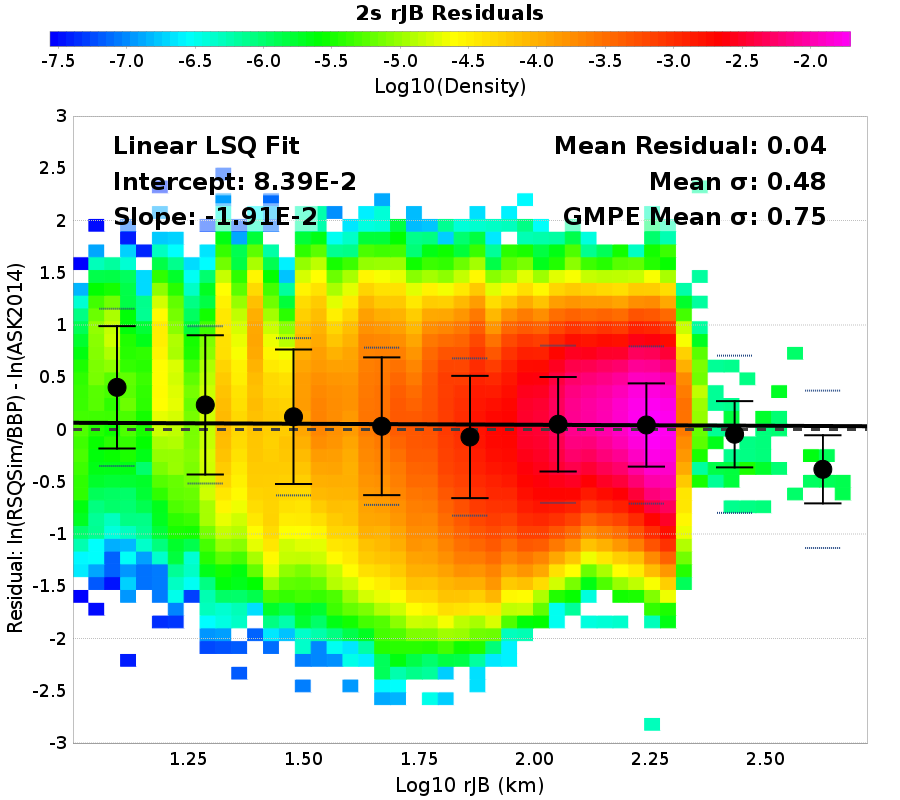 2s rJB Residuals
-7.5 -7.0 -6.5 -6.0 -5.5 -5.0 -4.5 -4.0 -3.5 -3.0 -2.5 -2.0
Log10(Density)
Linear LSQ Fit
Intercept: 8.39E-2
Slope: -1.91E-2
Mean Residual: 0.04
Mean σ: 0.48
GMPE Mean σ: 0.75
Residual: ln(RSQSim/BBP) - ln(ASK2014)
3
2.5
2
1.5
1
0.5
0
-0.5
-1
-1.5
-2
-2.5
-3
1.25 1.50 1.75 2.00 2.25 2.50
Log10 rJB (km)